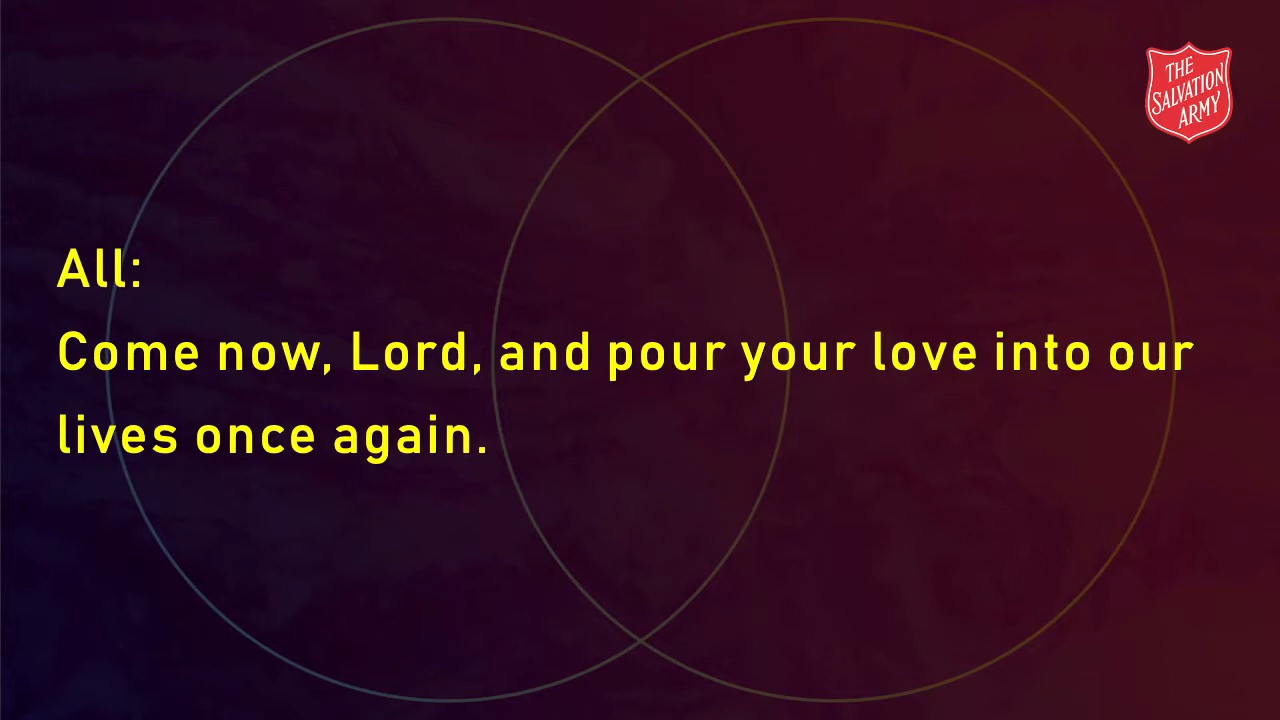 THE
SALVATION
ARMY
All:
Come now, Lord, and pour your love into our
lives once again.